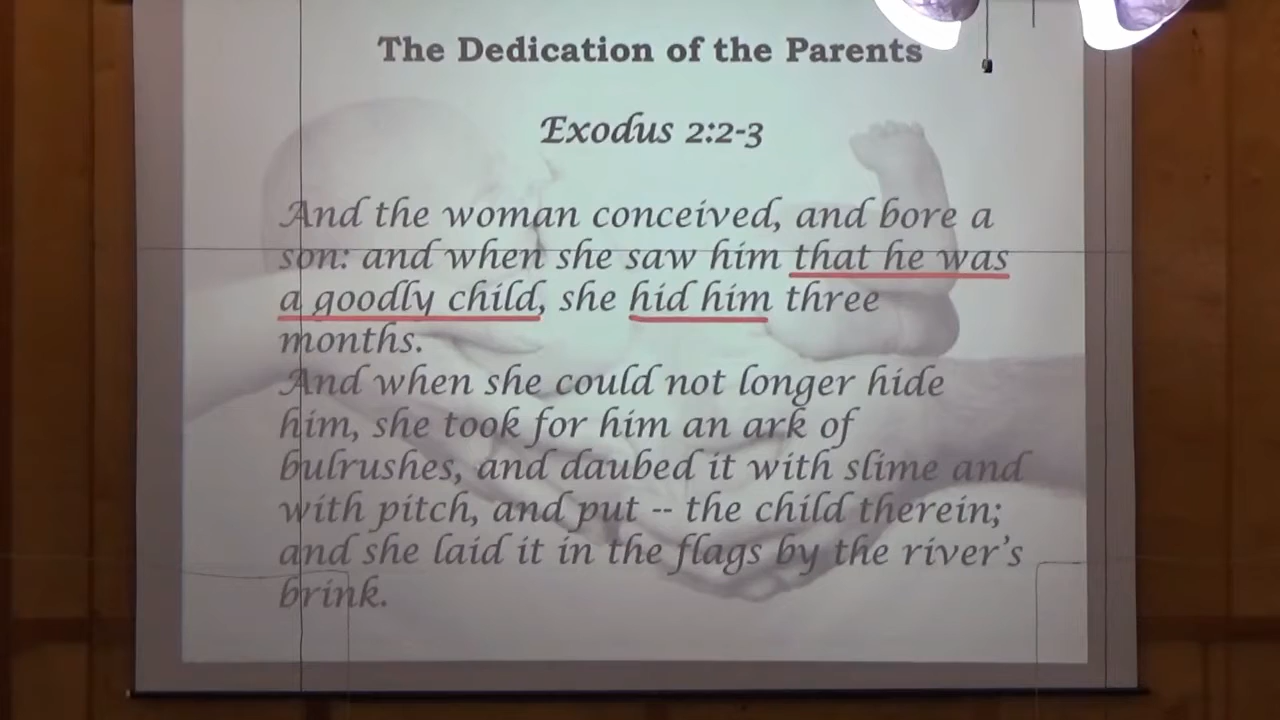 The Dedication of the Parents
Exodus 2:2-3
And the woman conceived, and bore a
son: and when she saw him that he was
a goodly child, she hid him three
months.
And when she could not longer hide
him, she took for him an ark of
bulrushes, and daubed it with slime and
with pitch, and put -- the child therein;
and she laid it in the flags by the river's
brink.